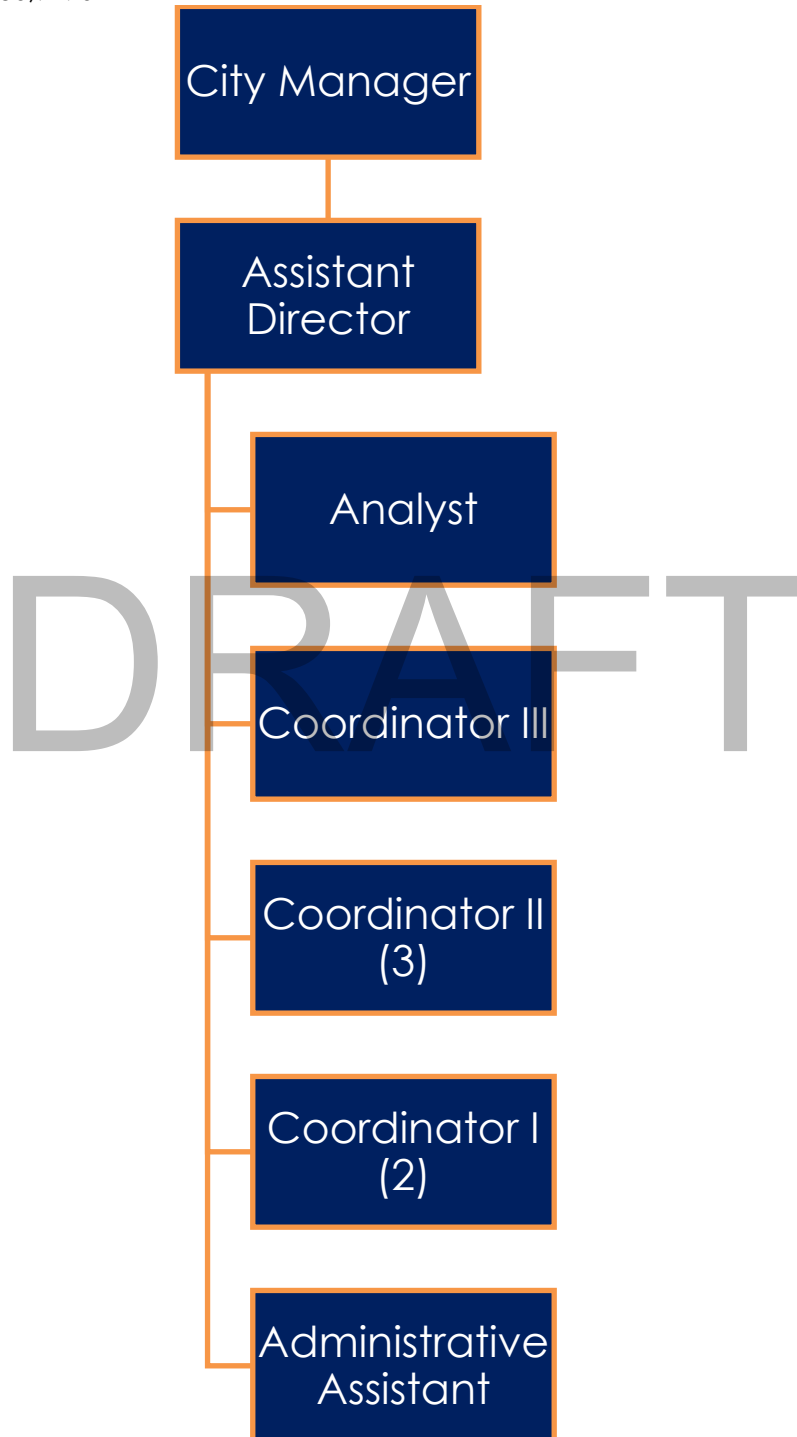 City Manager
Assistant
Director
Analyst
DRAFT
Coordinator III
Coordinator II
(3)
Coordinator I
(2)
Administrative
Assistant